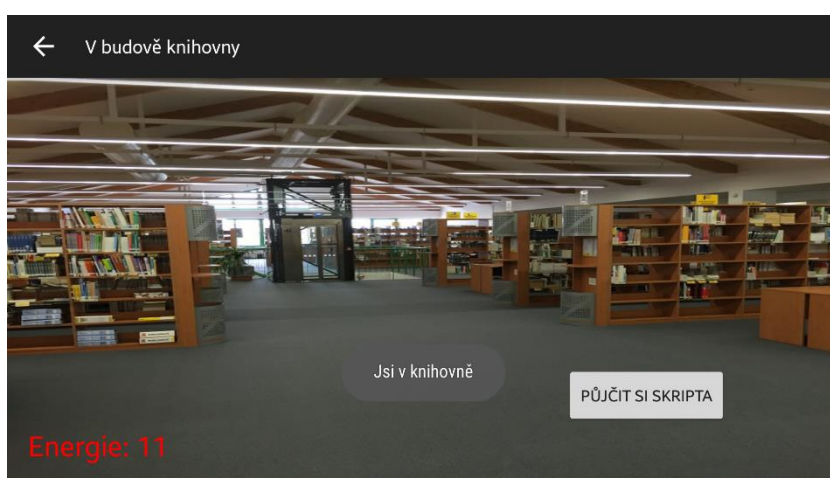 V budově knihovny
Jsi v knihovně
PŮJČIT SI SKRIPTA
Energie: 11